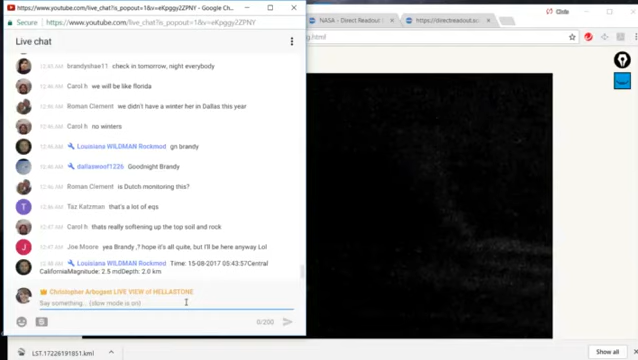 https://www.youtube.com/live_chat?is_popout=1&v=eKpggyZZPNY - Google Ch...
Secure https://www.youtube.com/live_chat?is_popout=1&v=eKpggyZZPNY
NASA - Direct Readout
https://directreadout.sc
Live chat
12:45 AM brandyshae11 check in tomorrow, night everybody
12:46 AM Carol h we will be like florida
12:46 AM Roman Clement we didn't have a winter her in Dallas this year
12:46 AM Carol h no winters
12:46 AM Louisiana WILDMAN Rockmod gn brandy
12:46 AM dallaswoof1226 Goodnight Brandy
12:46 AM Roman Clement is Dutch monitoring this?
Taz Katzman that's a lot of eqs
12:47 AM Carol h thats really softening up the top soil and rock
12:47 AM Joe Moore yea Brandy ,? hope it's all quite, but I'll be here anyway Lol
Louisiana WILDMAN Rockmod Time: 15-08-2017 05:43:57Central
CaliforniaMagnitude: 2.5 mdDepth: 2.0 km
Christopher Arbogast LIVE VIEW of HELLASTONE
Say something... (slow mode is on)
0/200
LST.17226191851.kml
Show all